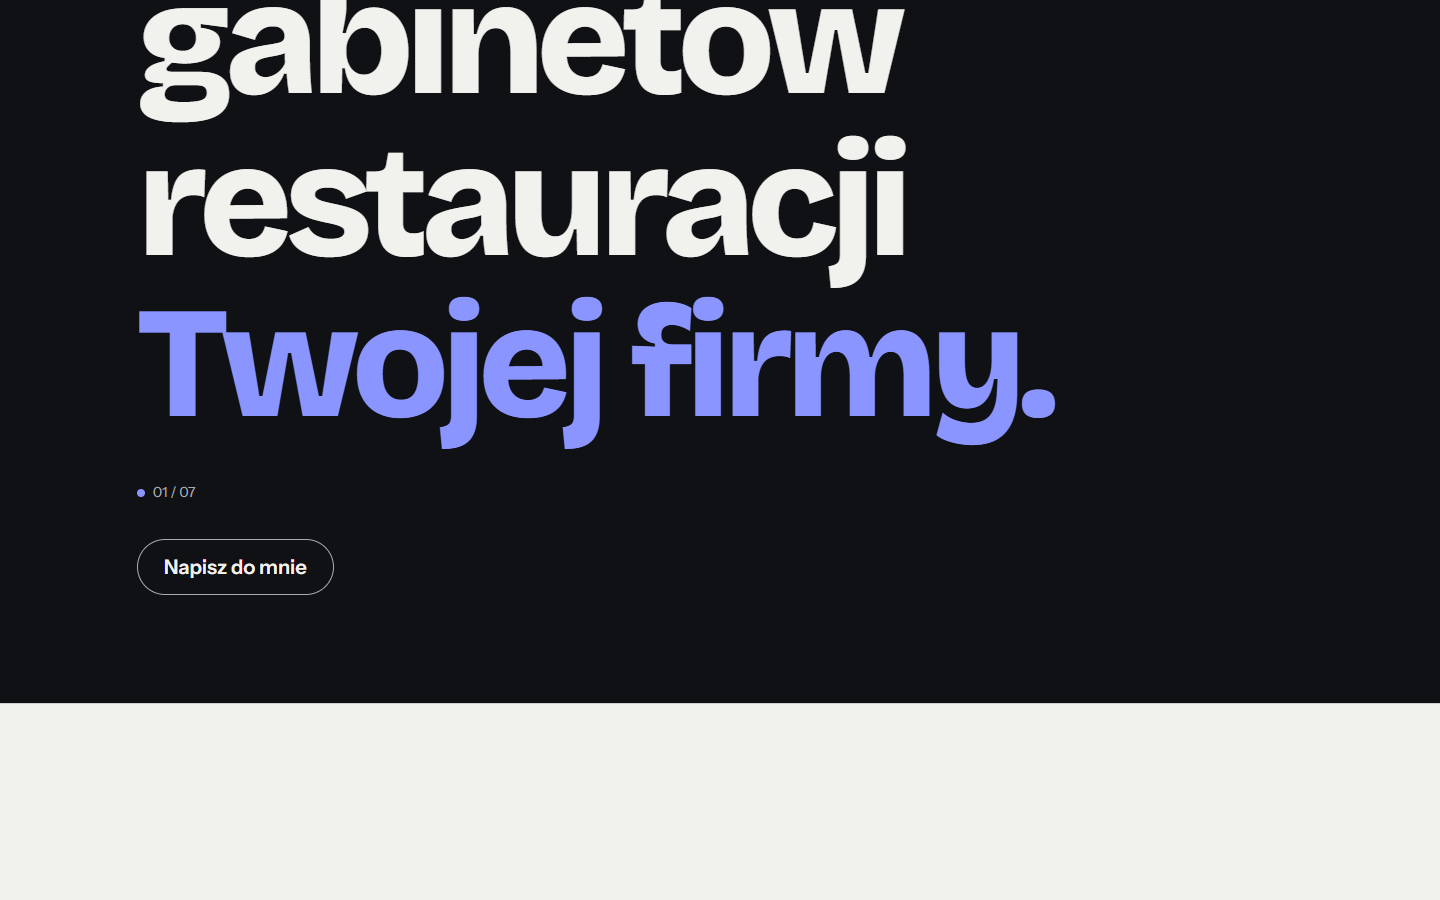 gabinetów
restauracji
Twojej firmy.
01 / 07
Napisz do mnie